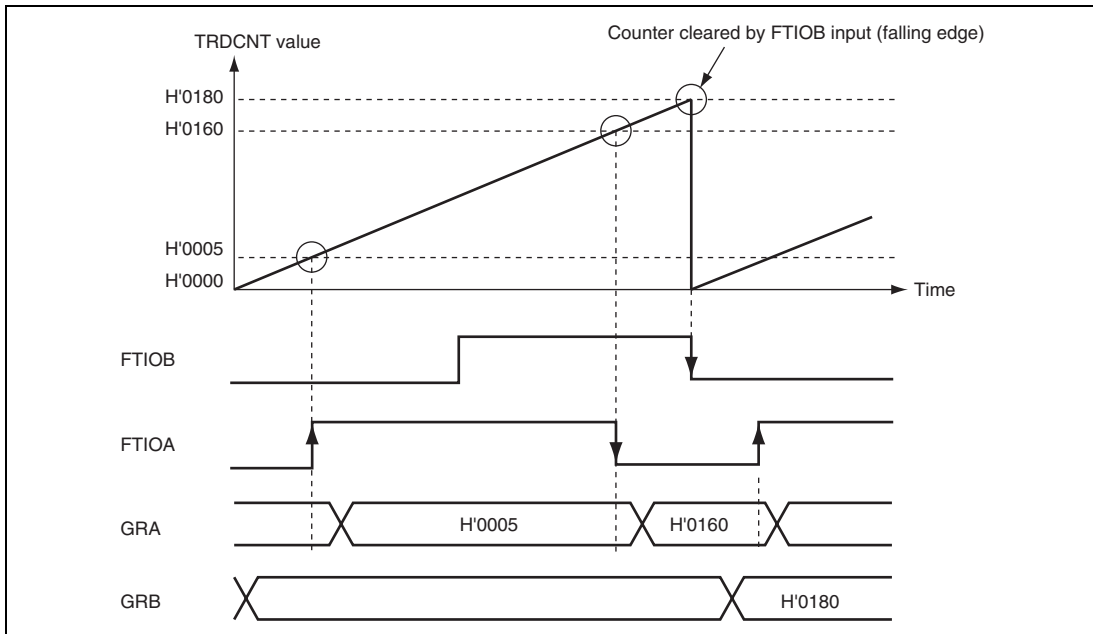 Counter cleared by FTIOB input (falling edge)
TRDCNT value
H'0180
H'0160
H'0005
H'0000
Time
FTIOB
FTIOA
GRA
H'0005
H'0160
GRB
H'0180